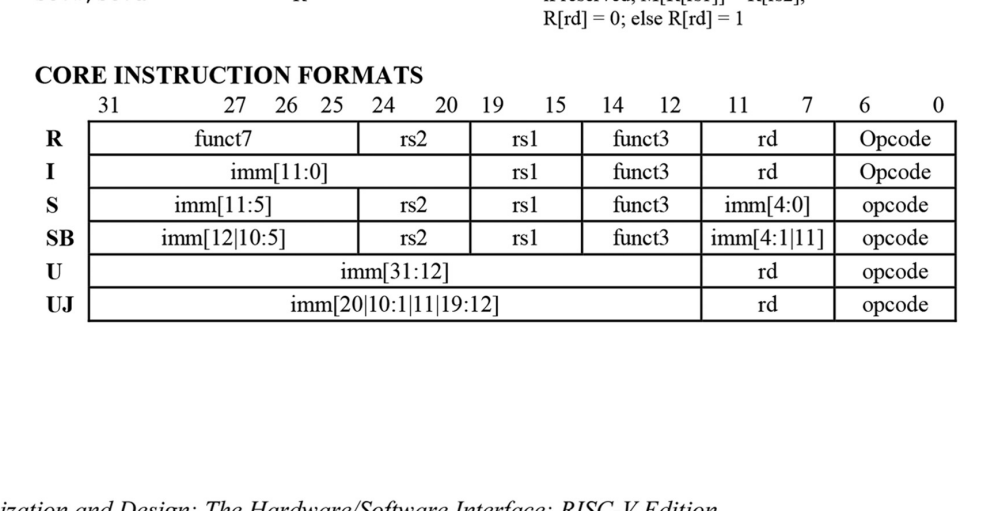 R[rd] = 0; else R[rd] = 1
CORE INSTRUCTION FORMATS
31 27 26 25 24 20 19 15 14 12 11 7 6 0
R funct7 rs2 rs1 funct3 rd Opcode
I imm[11:0] rs1 funct3 rd Opcode
S imm[11:5] rs2 rs1 funct3 imm[4:0] opcode
SB imm[12|10:5] rs2 rs1 funct3 imm[4:1|11] opcode
U imm[31:12] rd opcode
UJ imm[20|10:1|11|19:12] rd opcode
ization and Design: The Hardware/Software Interface: RISC-V Edition